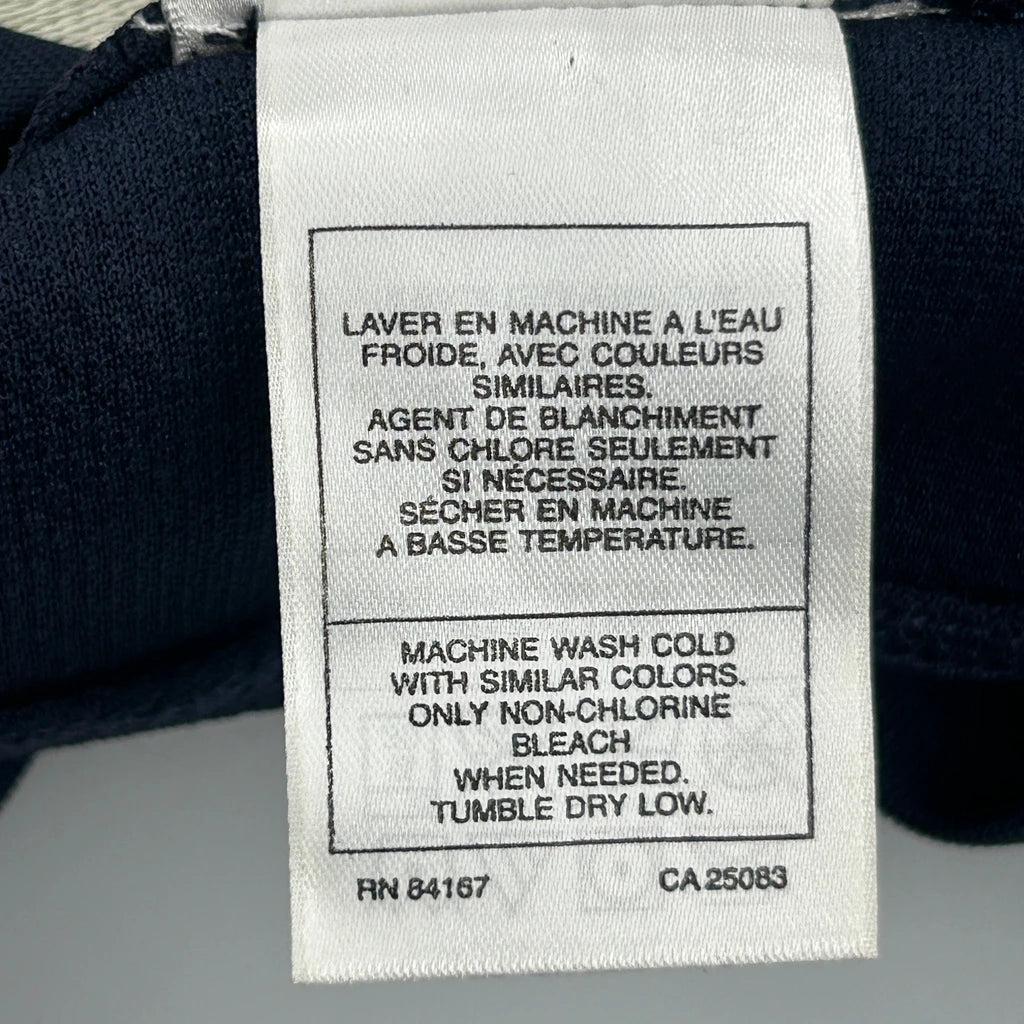 LAVER EN MACHINE A L'EAU
FROIDE, AVEC COULEURS
SIMILAIRES.
AGENT DE BLANCHIMENT
SANS CHLORE SEULEMENT
SI NÉCESSAIRE.
SÉCHER EN MACHINE
A BASSE TEMPERATURE.
MACHINE WASH COLD
WITH SIMILAR COLORS.
ONLY NON-CHLORINE
BLEACH
WHEN NEEDED.
TUMBLE DRY LOW.
RN 84167
CA 25083